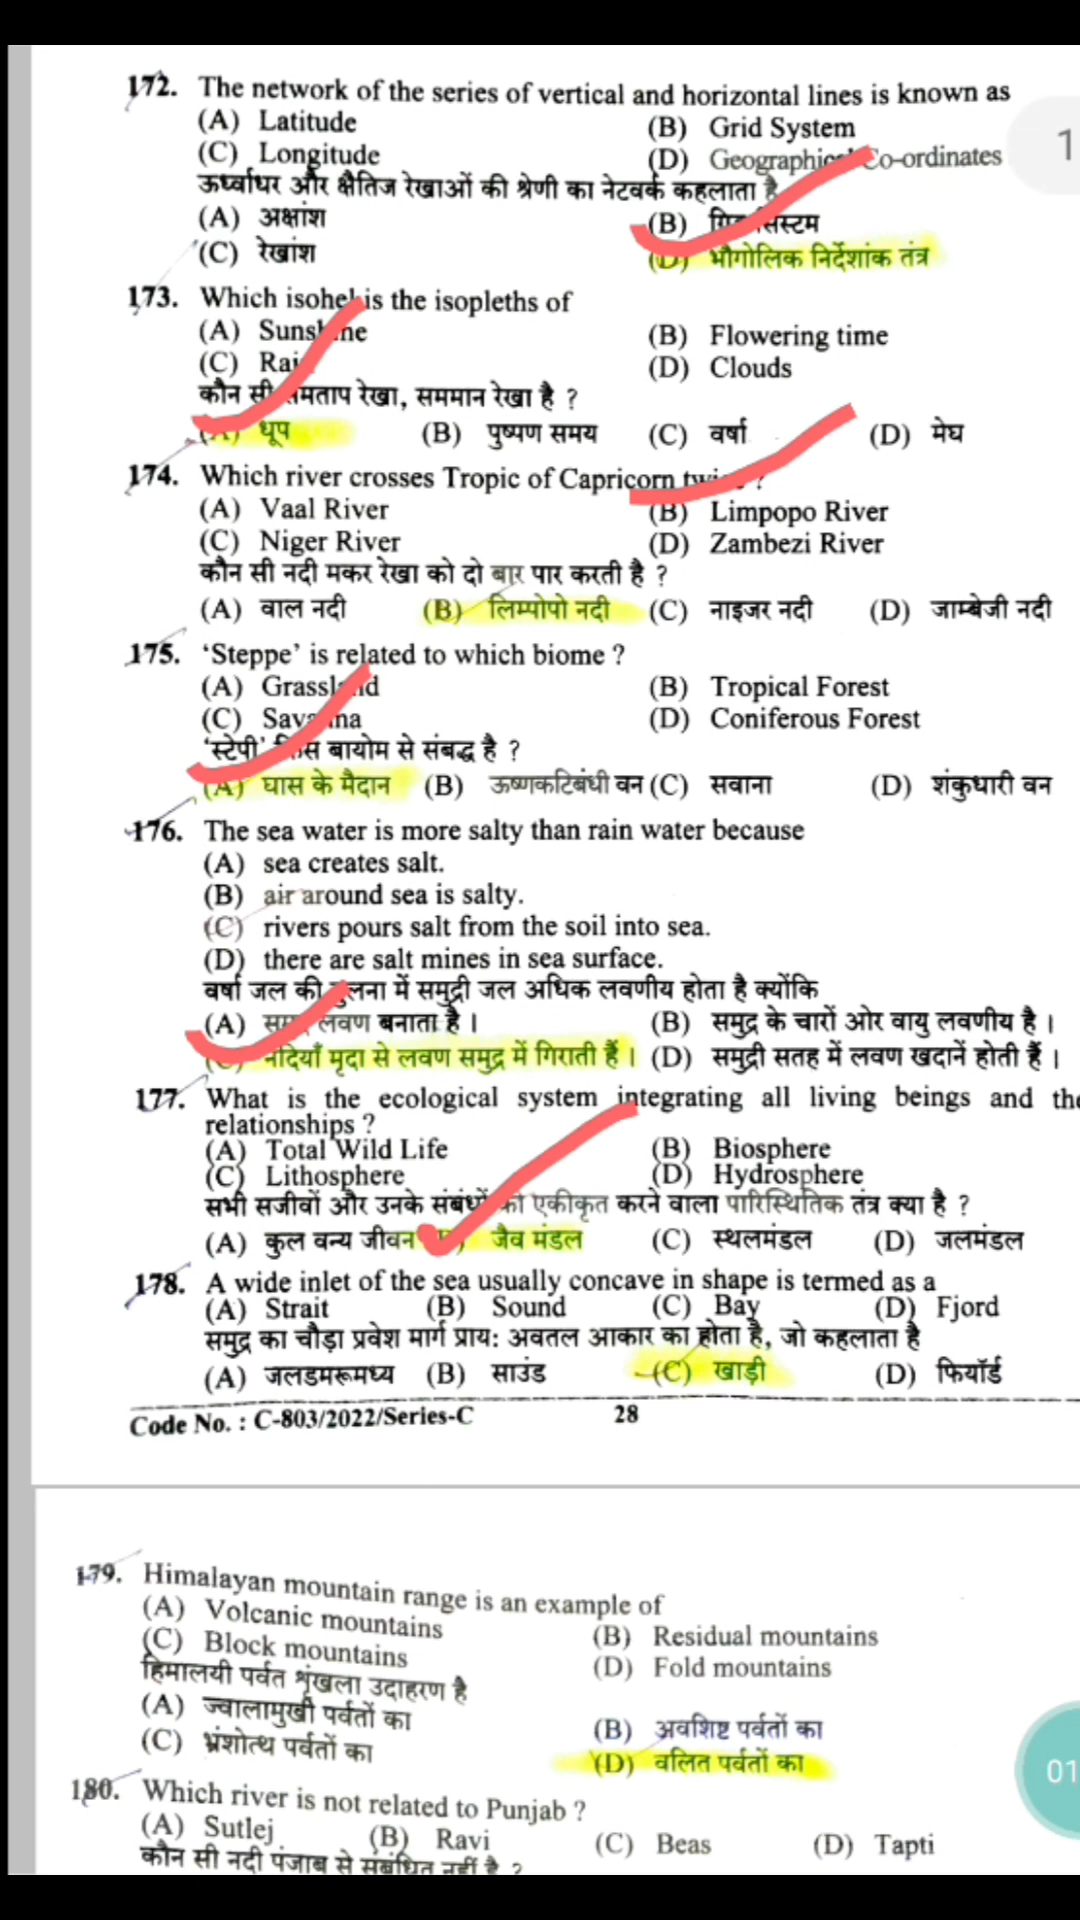 172. The network of the series of vertical and horizontal lines is known as
(A) Latitude (B) Grid System
(C) Longitude (D) Geographical Co-ordinates
ऊर्ध्वाधर और क्षैतिज रेखाओं की श्रेणी का नेटवर्क कहलाता है
(A) अक्षांश (B) सिस्टम
(C) रेखांश (D) भौगोलिक निर्देशांक तंत्र
1
173. Which isohel is the isopleths of
(A) Sunshine (B) Flowering time
(C) Rai (D) Clouds
कौन सी समताप रेखा, सममान रेखा है ?
(A) धूप (B) पुष्पण समय (C) वर्षा (D) मेघ
174. Which river crosses Tropic of Capricorn twice ?
(A) Vaal River (B) Limpopo River
(C) Niger River (D) Zambezi River
कौन सी नदी मकर रेखा को दो बार पार करती है ?
(A) वाल नदी (B) लिम्पोपो नदी (C) नाइजर नदी (D) जाम्बेजी नदी
175. ‘Steppe’ is related to which biome ?
(A) Grassland (B) Tropical Forest
(C) Savanna (D) Coniferous Forest
‘स्टेपी’ किस बायोम से संबद्ध है ?
(A) घास के मैदान (B) ऊष्णकटिबंधी वन (C) सवाना (D) शंकुधारी वन
176. The sea water is more salty than rain water because
(A) sea creates salt.
(B) air around sea is salty.
(C) rivers pours salt from the soil into sea.
(D) there are salt mines in sea surface.
वर्षा जल की तुलना में समुद्री जल अधिक लवणीय होता है क्योंकि
(A) समुद्र लवण बनाता है । (B) समुद्र के चारों ओर वायु लवणीय है ।
(C) नदियाँ मृदा से लवण समुद्र में गिराती हैं । (D) समुद्री सतह में लवण खदानें होती हैं ।
177. What is the ecological system integrating all living beings and the
relationships ?
(A) Total Wild Life (B) Biosphere
(C) Lithosphere (D) Hydrosphere
सभी सजीवों और उनके संबंधों को एकीकृत करने वाला पारिस्थितिक तंत्र क्या है ?
(A) कुल वन्य जीवन (B) जैव मंडल (C) स्थलमंडल (D) जलमंडल
178. A wide inlet of the sea usually concave in shape is termed as a
(A) Strait (B) Sound (C) Bay (D) Fjord
समुद्र का चौड़ा प्रवेश मार्ग प्राय: अवतल आकार का होता है, जो कहलाता है
(A) जलडमरूमध्य (B) साउंड (C) खाड़ी (D) फियॉर्ड
Code No. : C-803/2022/Series-C 28
179. Himalayan mountain range is an example of
(A) Volcanic mountains (B) Residual mountains
(C) Block mountains (D) Fold mountains
हिमालयी पर्वत शृंखला उदाहरण है
(A) ज्वालामुखी पर्वतों का (B) अवशिष्ट पर्वतों का
(C) भ्रंशोत्थ पर्वतों का (D) वलित पर्वतों का
01
180. Which river is not related to Punjab ?
(A) Sutlej (B) Ravi (C) Beas (D) Tapti
कौन सी नदी पंजाब से संबंधित नहीं है ?